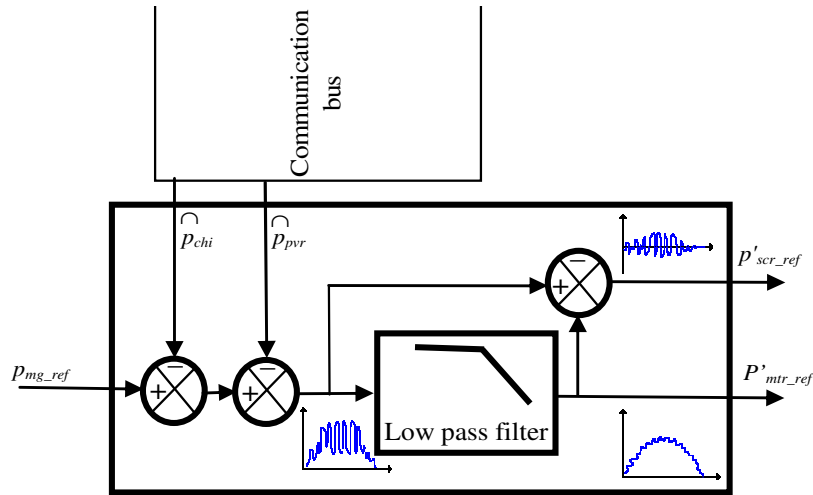 Communication
bus
p̂chi
p̂pvr
p'scr_ref
pmg_ref
P'mtr_ref
+
−
+
−
+
−
Low pass filter